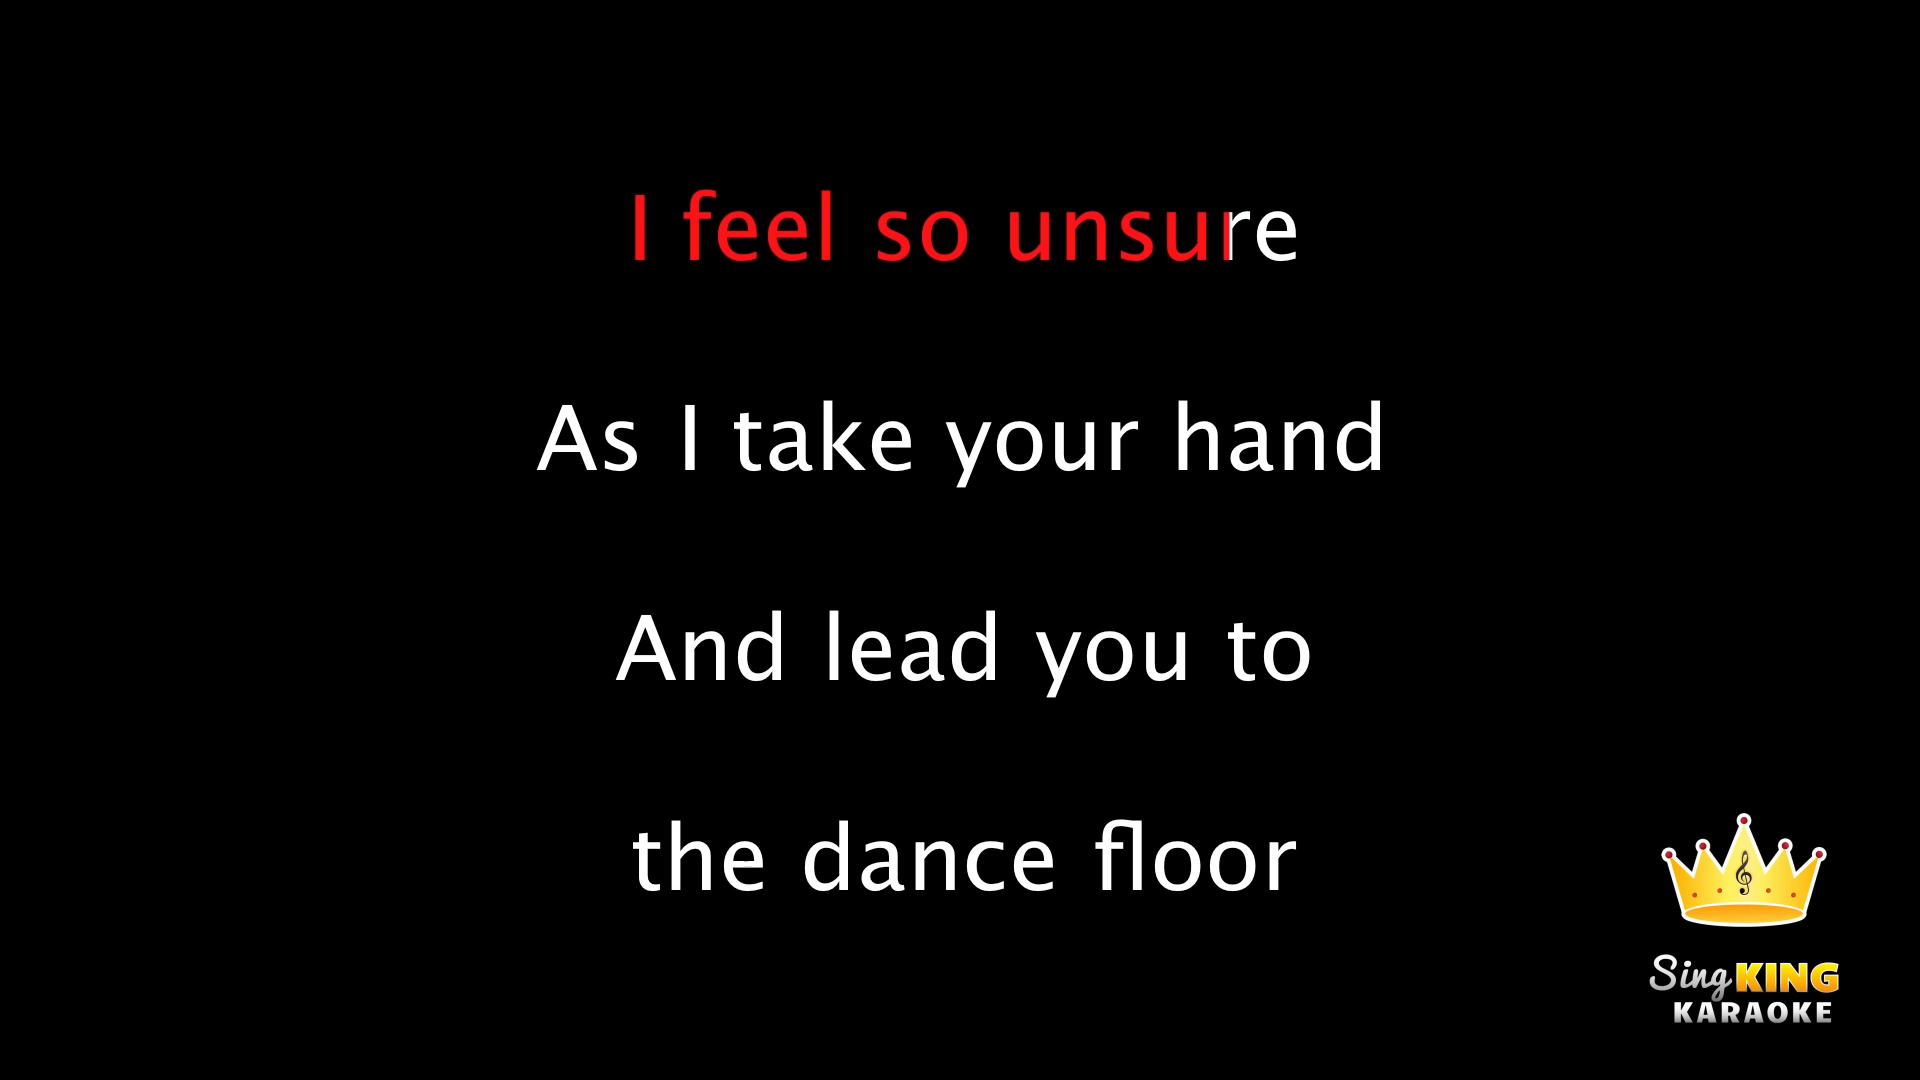 I feel so unsure
As I take your hand
And lead you to
the dance floor
Sing KING
KARAOKE